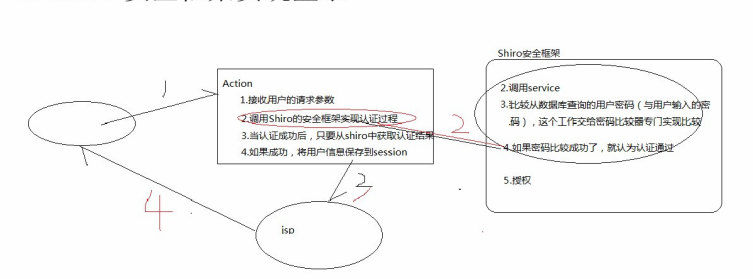 1
Action
1.接收用户的请求参数
2.调用Shiro的安全框架实现认证过程
3.当认证成功后，只要从shiro中获取认证结果
4.如果成功，将用户信息保存到session
2
Shiro安全框架
2.调用service
3.比较从数据库查询的用户密码（与用户输入的密
码），这个工作交给密码比较器专门实现比较
4.如果密码比较成功了，就认为认证通过
5.授权
3
4
jsp